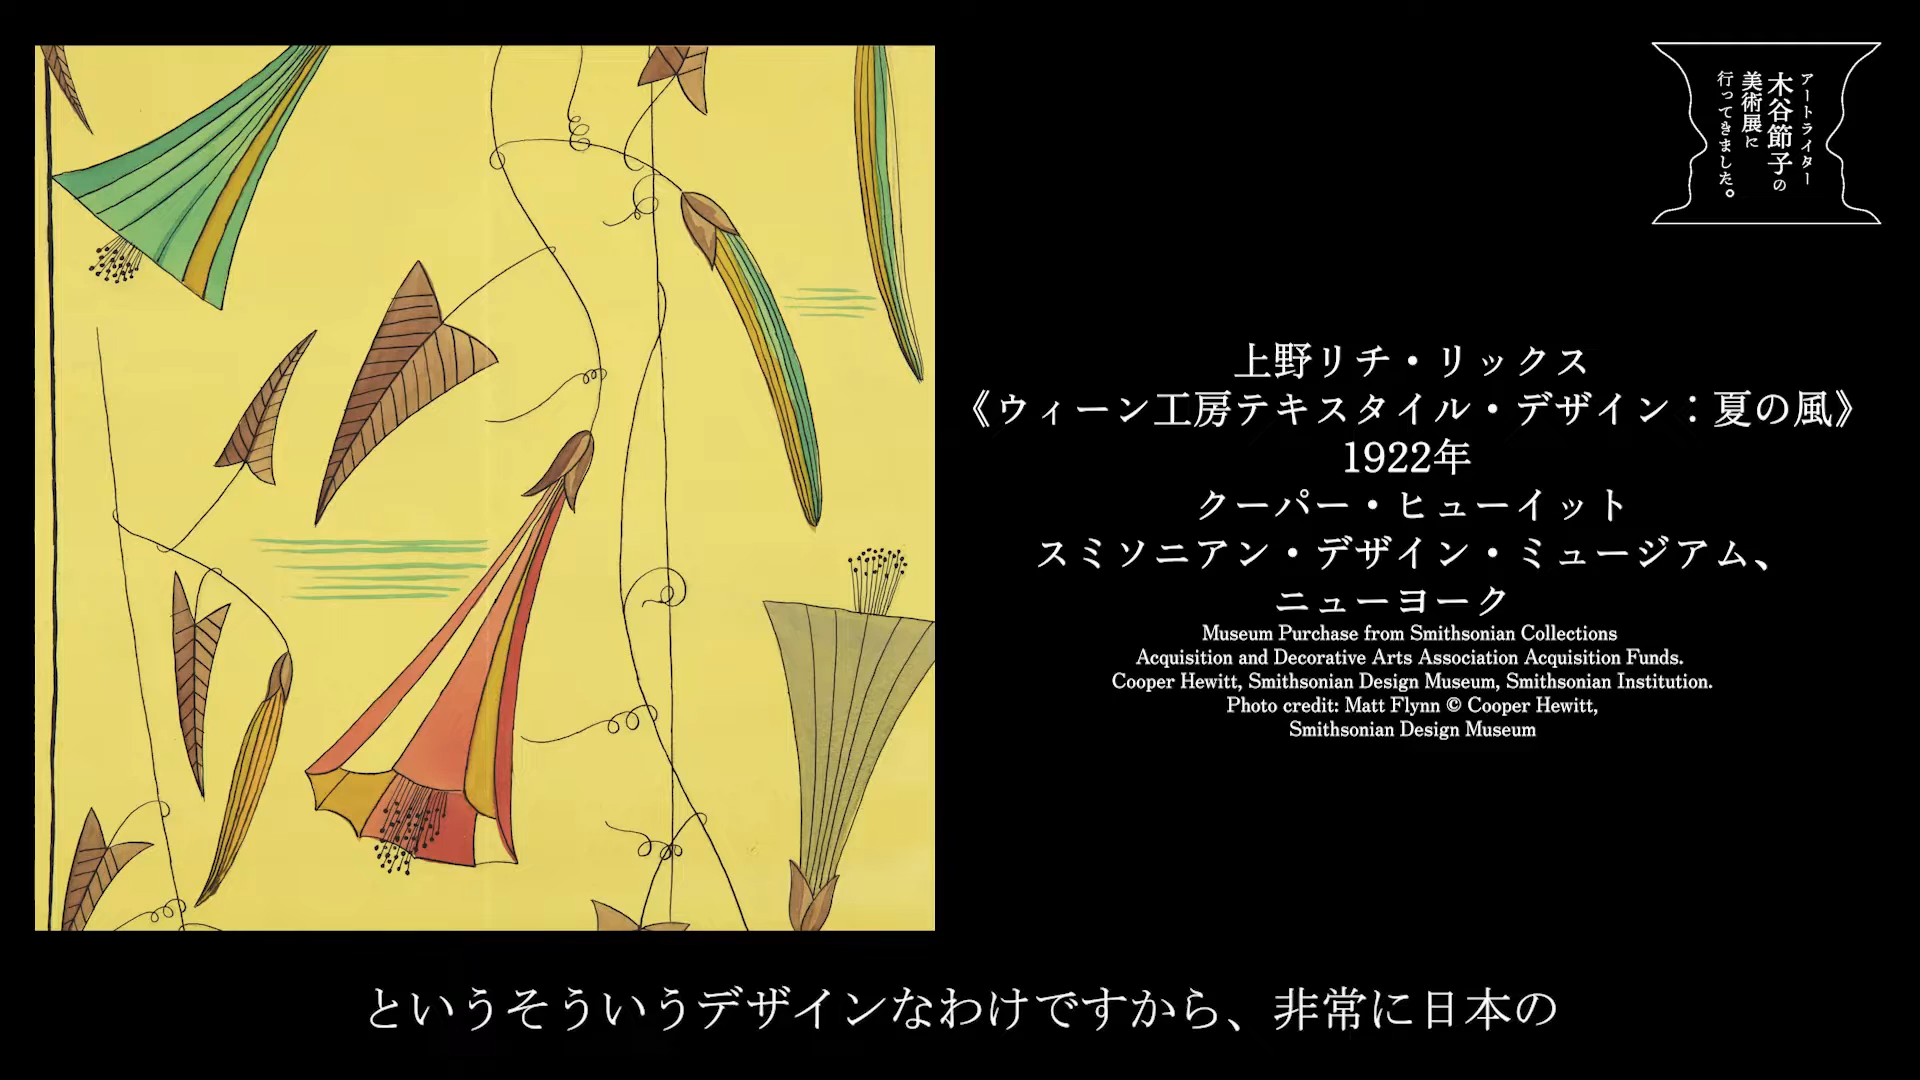 アートライター
木谷節子の
美術展に
行ってきました。
上野リチ・リックス
《ウィーン工房テキスタイル・デザイン：夏の風》
1922年
クーパー・ヒューイット
スミソニアン・デザイン・ミュージアム、
ニューヨーク
Museum Purchase from Smithsonian Collections
Acquisition and Decorative Arts Association Acquisition Funds.
Cooper Hewitt, Smithsonian Design Museum, Smithsonian Institution.
Photo credit: Matt Flynn © Cooper Hewitt,
Smithsonian Design Museum
というそういうデザインなわけですから、非常に日本の